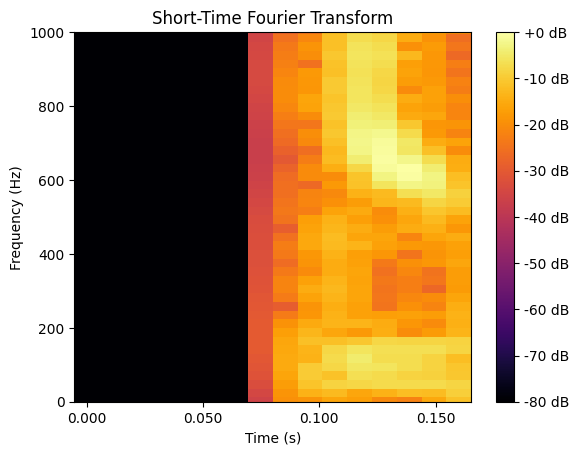 Short-Time Fourier Transform
1000
800
600
400
200
0
Frequency (Hz)
0.000
0.050
0.100
0.150
Time (s)
+0 dB
-10 dB
-20 dB
-30 dB
-40 dB
-50 dB
-60 dB
-70 dB
-80 dB